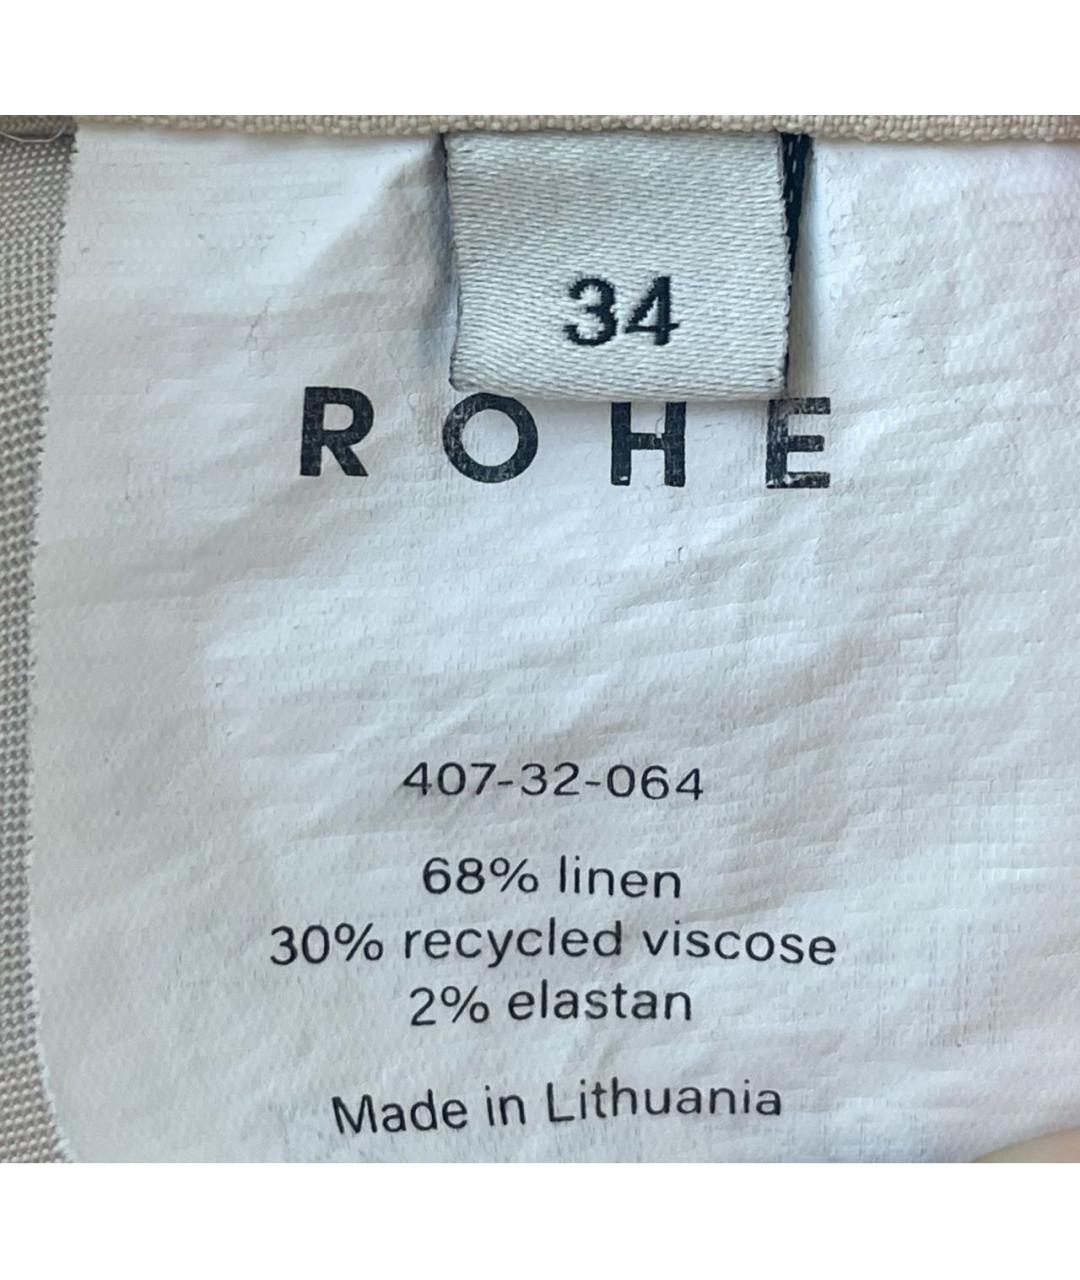 34
ROHE
407-32-064
68% linen
30% recycled viscose
2% elastan
Made in Lithuania